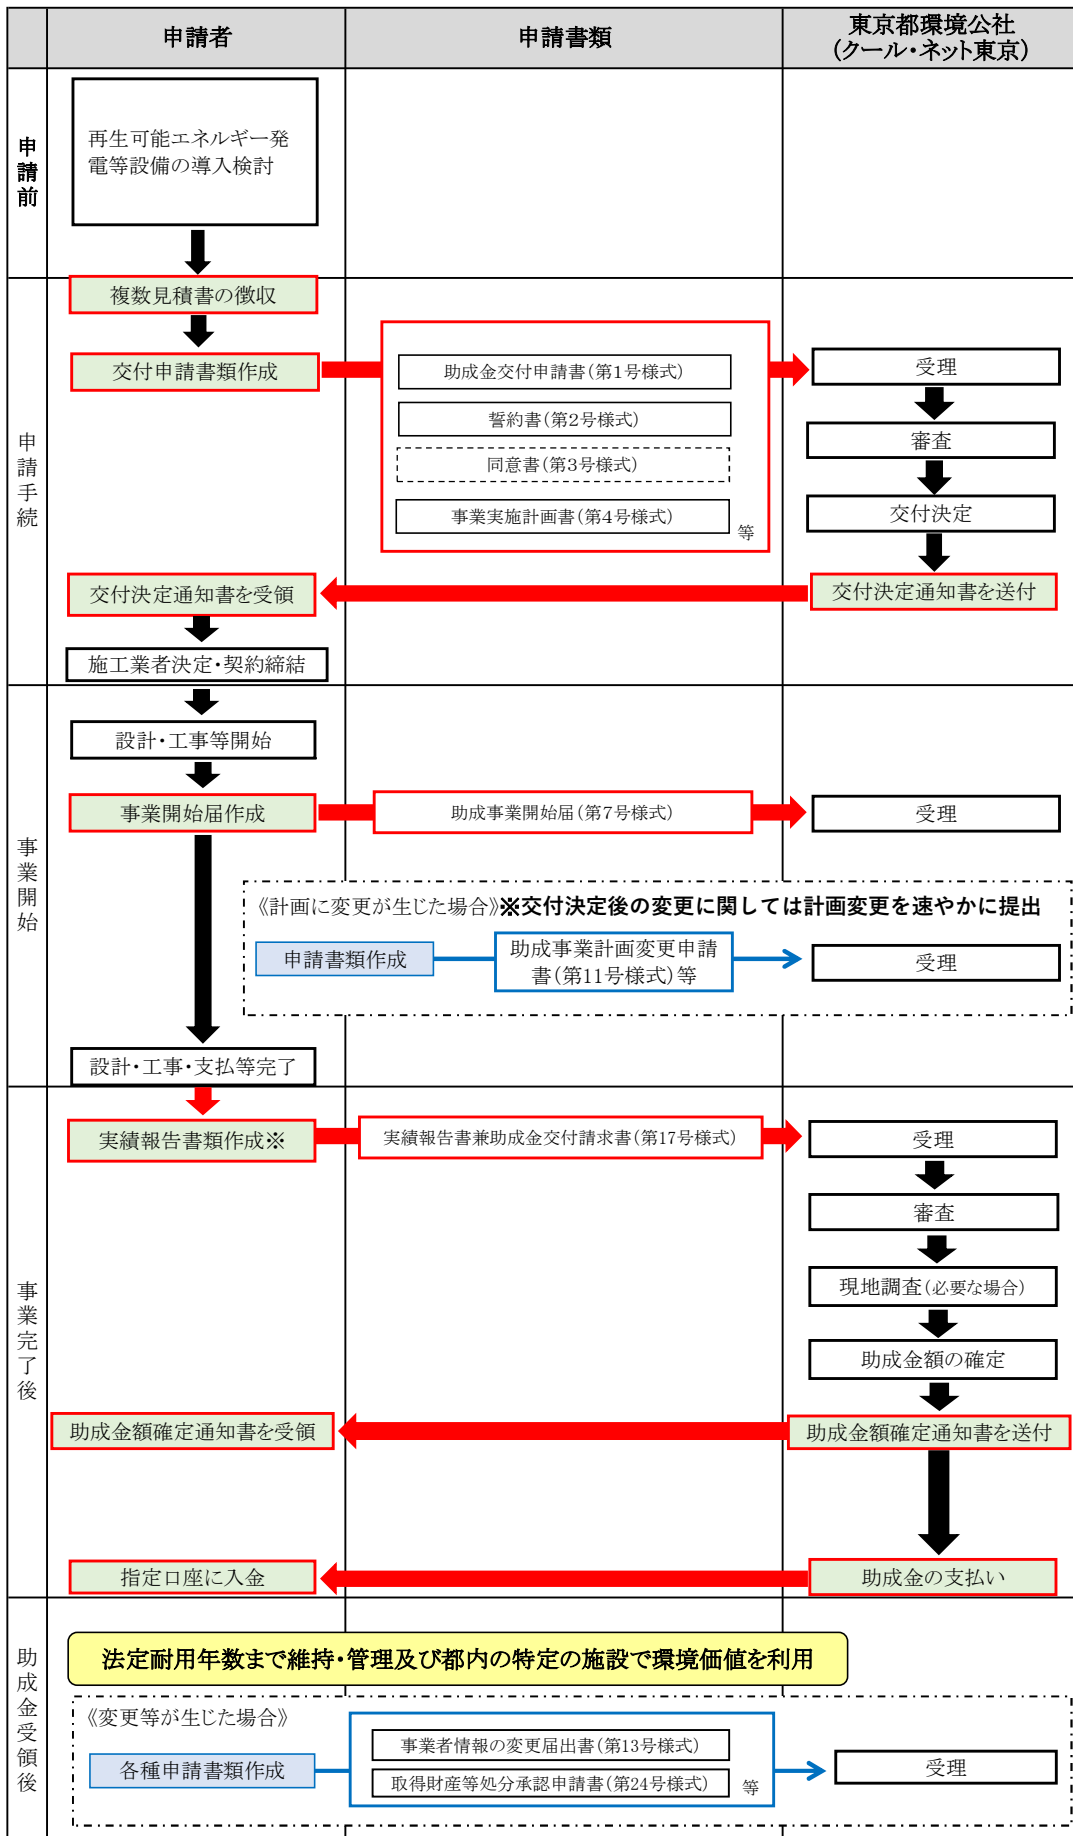 申請者
申請書類
東京都環境公社
(クール・ネット東京)
申請前
再生可能エネルギー発
電等設備の導入検討
申請手続
複数見積書の徴収
交付申請書類作成
助成金交付申請書(第1号様式)
誓約書(第2号様式)
同意書(第3号様式)
事業実施計画書(第4号様式)
等
受理
審査
交付決定
交付決定通知書を送付
交付決定通知書を受領
施工業者決定・契約締結
事業開始
設計・工事等開始
事業開始届作成
助成事業開始届(第7号様式)
受理
《計画に変更が生じた場合》※交付決定後の変更に関しては計画変更を速やかに提出
申請書類作成
助成事業計画変更申請
書(第11号様式)等
受理
設計・工事・支払等完了
事業完了後
実績報告書類作成※
実績報告書兼助成金交付請求書(第17号様式)
受理
審査
現地調査(必要な場合)
助成金額の確定
助成金額確定通知書を送付
助成金額確定通知書を受領
助成金の支払い
指定口座に入金
助成金受領後
法定耐用年数まで維持・管理及び都内の特定の施設で環境価値を利用
《変更等が生じた場合》
各種申請書類作成
事業者情報の変更届出書(第13号様式)
取得財産等処分承認申請書(第24号様式)
等
受理